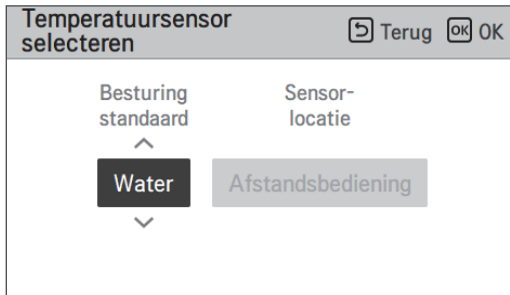 Temperatuursensor
selecteren
Terug OK OK
Besturing
standaard
Sensor-
locatie
Water
Afstandsbediening